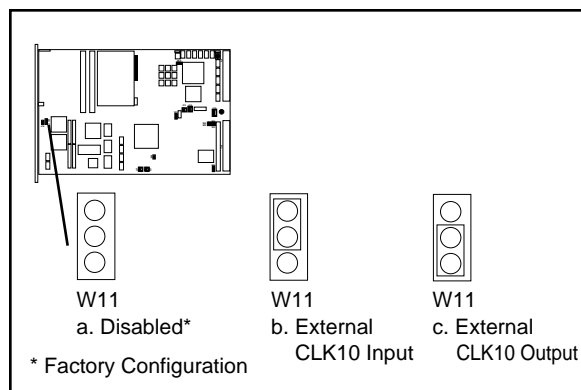 W11
a. Disabled*
W11
b. External
CLK10 Input
W11
c. External
CLK10 Output
* Factory Configuration